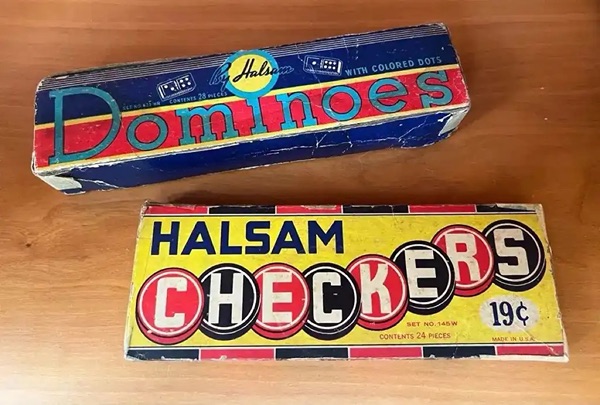 By Halsam
WITH COLORED DOTS
CONTENTS 28 PIECES
Dominoes
HALSAM
CHECKERS
19¢
SET NO. 145W
CONTENTS 24 PIECES
MADE IN U.S.A.